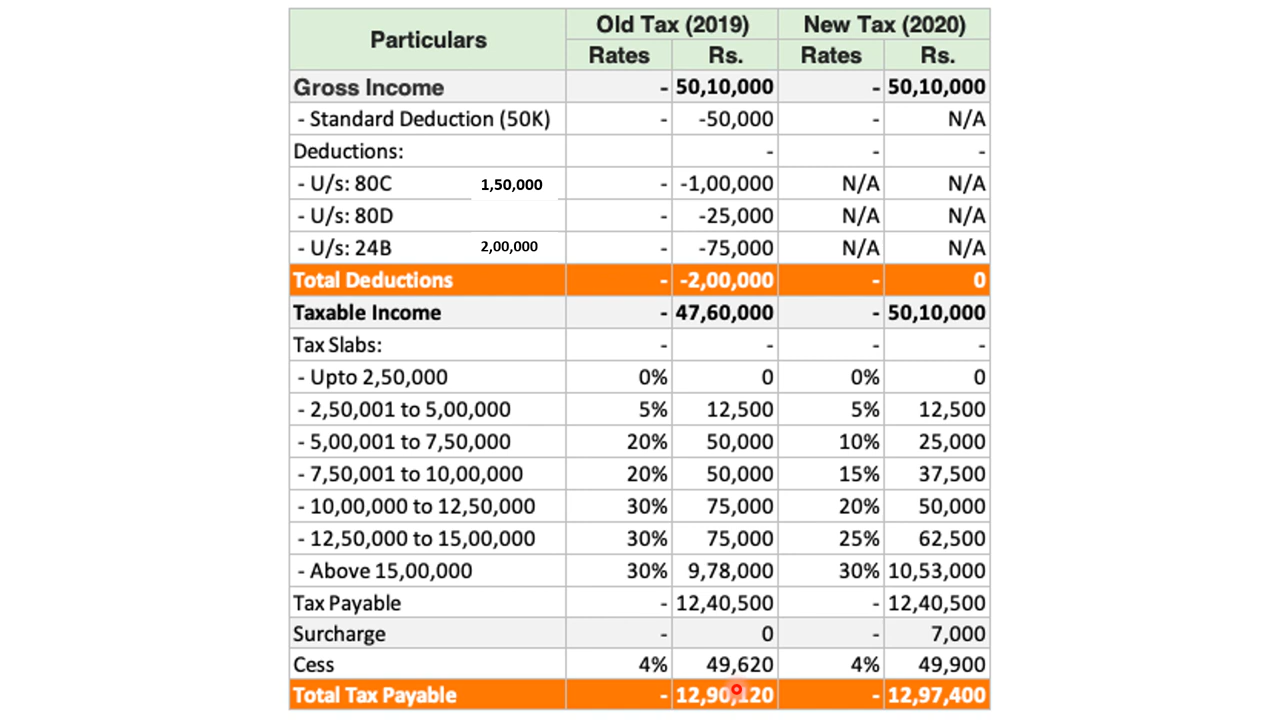 Particulars Old Tax (2019) New Tax (2020)
Rates Rs. Rates Rs.
Gross Income - 50,10,000 - 50,10,000
- Standard Deduction (50K) - -50,000 - N/A
Deductions: - - -
- U/s: 80C 1,50,000 - -1,00,000 N/A N/A
- U/s: 80D - -25,000 N/A N/A
- U/s: 24B 2,00,000 - -75,000 N/A N/A
Total Deductions - -2,00,000 - 0
Taxable Income - 47,60,000 - 50,10,000
Tax Slabs: - - - -
- Upto 2,50,000 0% 0 0% 0
- 2,50,001 to 5,00,000 5% 12,500 5% 12,500
- 5,00,001 to 7,50,000 20% 50,000 10% 25,000
- 7,50,001 to 10,00,000 20% 50,000 15% 37,500
- 10,00,000 to 12,50,000 30% 75,000 20% 50,000
- 12,50,000 to 15,00,000 30% 75,000 25% 62,500
- Above 15,00,000 30% 9,78,000 30% 10,53,000
Tax Payable - 12,40,500 - 12,40,500
Surcharge - 0 - 7,000
Cess 4% 49,620 4% 49,900
Total Tax Payable - 12,90,120 - 12,97,400